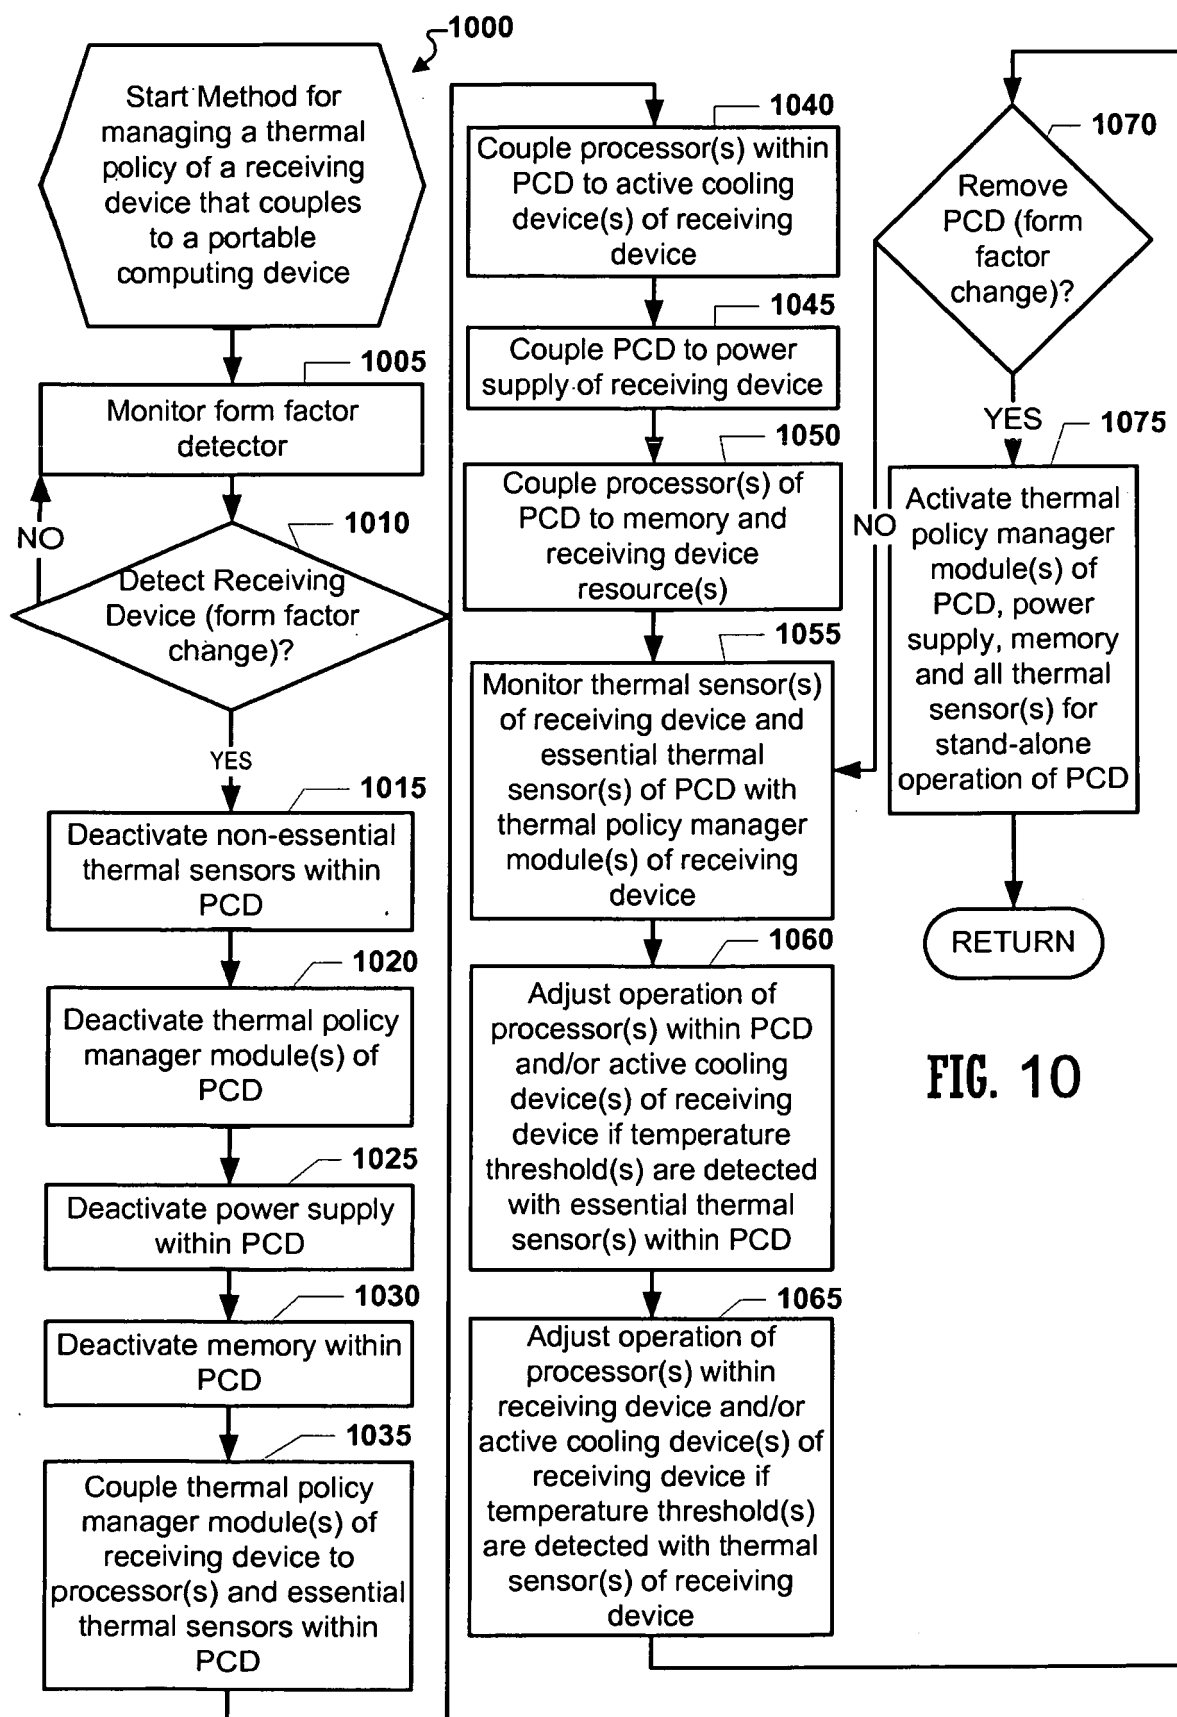 1000
Start Method for
managing a thermal
policy of a receiving
device that couples
to a portable
computing device
1005
Monitor form factor
detector
NO
1010
Detect Receiving
Device (form factor
change)?
YES
1015
Deactivate non-essential
thermal sensors within
PCD
1020
Deactivate thermal policy
manager module(s) of
PCD
1025
Deactivate power supply
within PCD
1030
Deactivate memory within
PCD
1035
Couple thermal policy
manager module(s) of
receiving device to
processor(s) and essential
thermal sensors within
PCD
1040
Couple processor(s) within
PCD to active cooling
device(s) of receiving
device
1045
Couple PCD to power
supply of receiving device
1050
Couple processor(s) of
PCD to memory and
receiving device
resource(s)
1055
Monitor thermal sensor(s)
of receiving device and
essential thermal
sensor(s) of PCD with
thermal policy manager
module(s) of receiving
device
1060
Adjust operation of
processor(s) within PCD
and/or active cooling
device(s) of receiving
device if temperature
threshold(s) are detected
with essential thermal
sensor(s) within PCD
1065
Adjust operation of
processor(s) within
receiving device and/or
active cooling device(s) of
receiving device if
temperature threshold(s)
are detected with thermal
sensor(s) of receiving
device
1070
Remove
PCD (form
factor
change)?
NO
YES
1075
Activate thermal
policy manager
module(s) of
PCD, power
supply, memory
and all thermal
sensor(s) for
stand-alone
operation of PCD
RETURN
FIG. 10